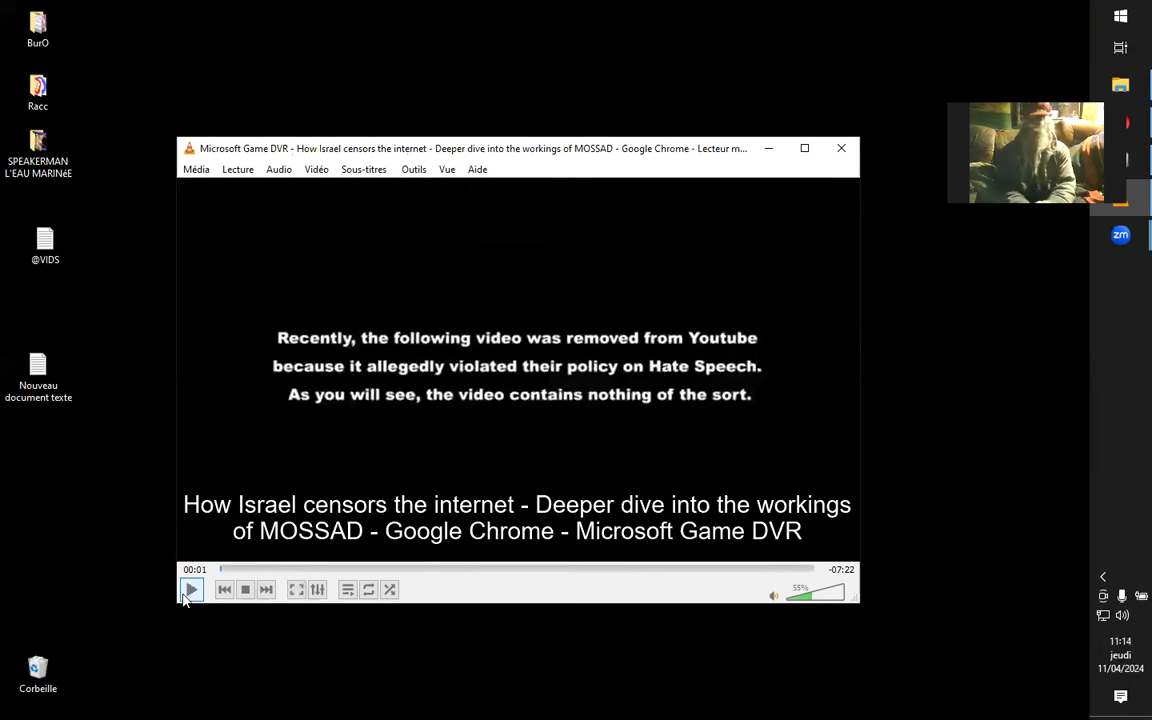 BurO
Racc
SPEAKERMAN
L'EAU MARINéE
@VIDS
Nouveau
document texte
Corbeille
Microsoft Game DVR - How Israel censors the internet - Deeper dive into the workings of MOSSAD - Google Chrome - Lecteur m...
Média Lecture Audio Vidéo Sous-titres Outils Vue Aide
Recently, the following video was removed from Youtube
because it allegedly violated their policy on Hate Speech.
As you will see, the video contains nothing of the sort.
How Israel censors the internet - Deeper dive into the workings
of MOSSAD - Google Chrome - Microsoft Game DVR
00:01 -07:22
55%
zm
11:14
jeudi
11/04/2024